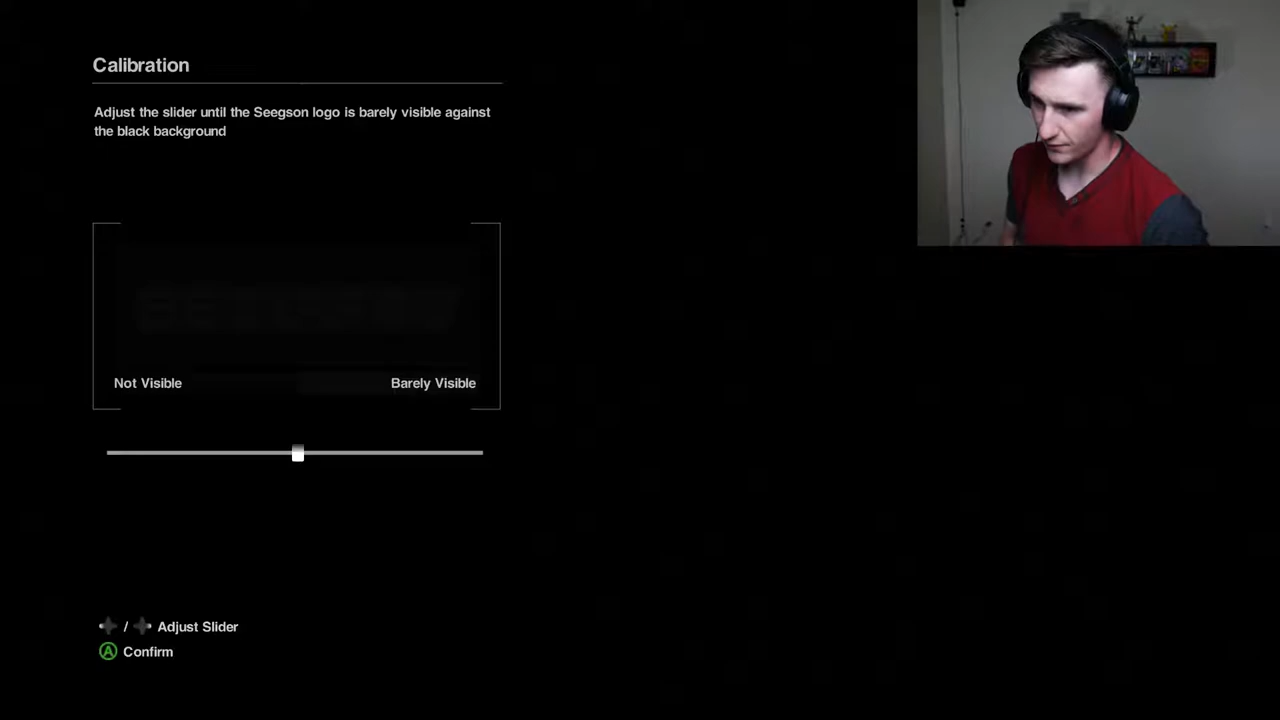 Calibration
Adjust the slider until the Seegson logo is barely visible against
the black background
SEEGSON
Not Visible
Barely Visible
/ Adjust Slider
A Confirm